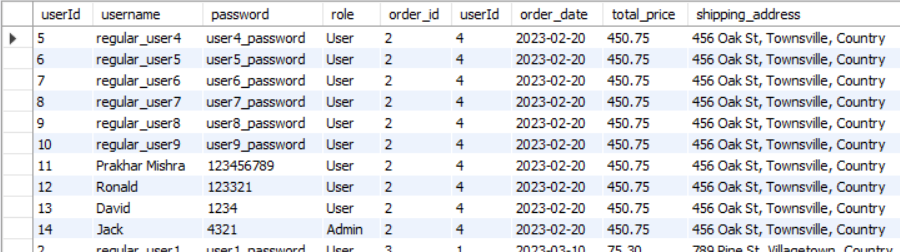 userId username password role order_id userId order_date total_price shipping_address
5 regular_user4 user4_password User 2 4 2023-02-20 450.75 456 Oak St, Townsville, Country
6 regular_user5 user5_password User 2 4 2023-02-20 450.75 456 Oak St, Townsville, Country
7 regular_user6 user6_password User 2 4 2023-02-20 450.75 456 Oak St, Townsville, Country
8 regular_user7 user7_password User 2 4 2023-02-20 450.75 456 Oak St, Townsville, Country
9 regular_user8 user8_password User 2 4 2023-02-20 450.75 456 Oak St, Townsville, Country
10 regular_user9 user9_password User 2 4 2023-02-20 450.75 456 Oak St, Townsville, Country
11 Prakhar Mishra 123456789 User 2 4 2023-02-20 450.75 456 Oak St, Townsville, Country
12 Ronald 123321 User 2 4 2023-02-20 450.75 456 Oak St, Townsville, Country
13 David 1234 User 2 4 2023-02-20 450.75 456 Oak St, Townsville, Country
14 Jack 4321 Admin 2 4 2023-02-20 450.75 456 Oak St, Townsville, Country
2 regular_user1 user1_password User 3 1 2023-03-10 75.30 789 Pine St, Villagetown, Country